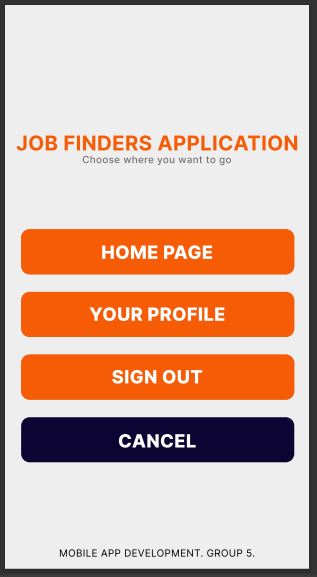 JOB FINDERS APPLICATION
Choose where you want to go
HOME PAGE
YOUR PROFILE
SIGN OUT
CANCEL
MOBILE APP DEVELOPMENT. GROUP 5.